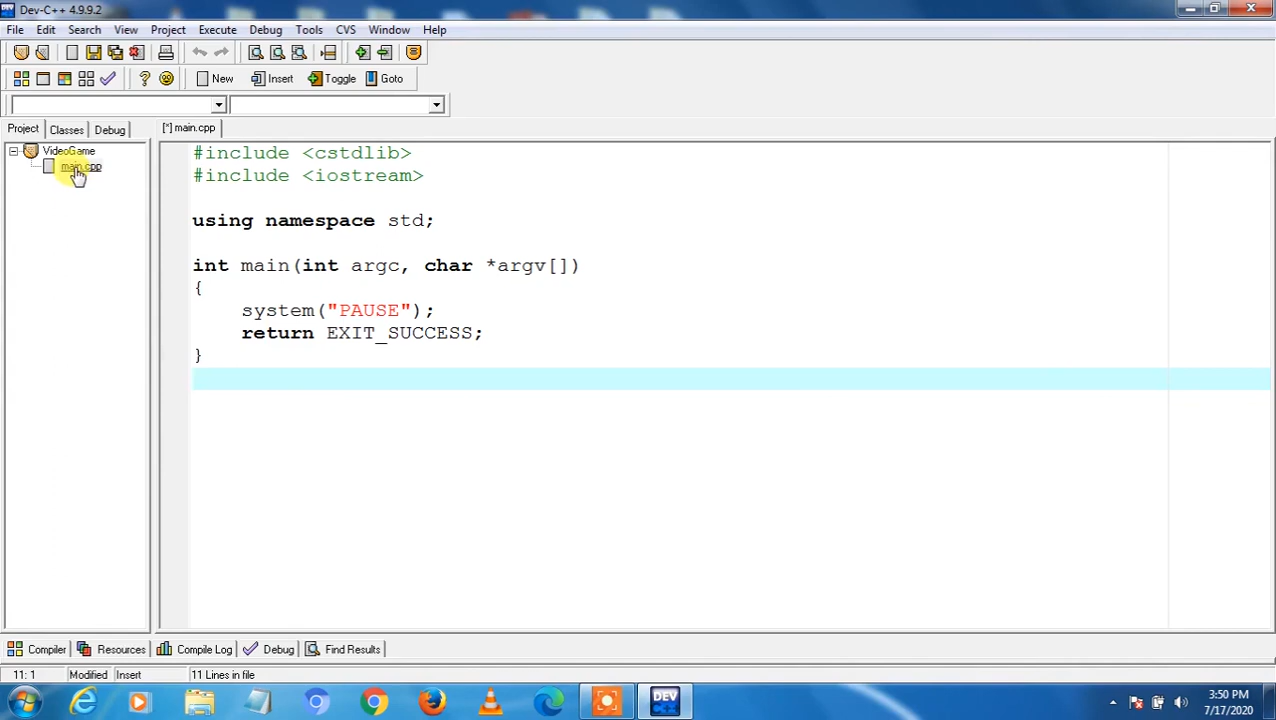 Dev-C++ 4.9.9.2
File Edit Search View Project Execute Debug Tools CVS Window Help
New Insert Toggle Goto
Project Classes Debug [*] main.cpp
VideoGame
main.cpp
#include <cstdlib>
#include <iostream>
using namespace std;
int main(int argc, char *argv[])
{
system("PAUSE");
return EXIT_SUCCESS;
}
Compiler Resources Compile Log Debug Find Results
11: 1 Modified Insert 11 Lines in file
DEV
3:50 PM
7/17/2020